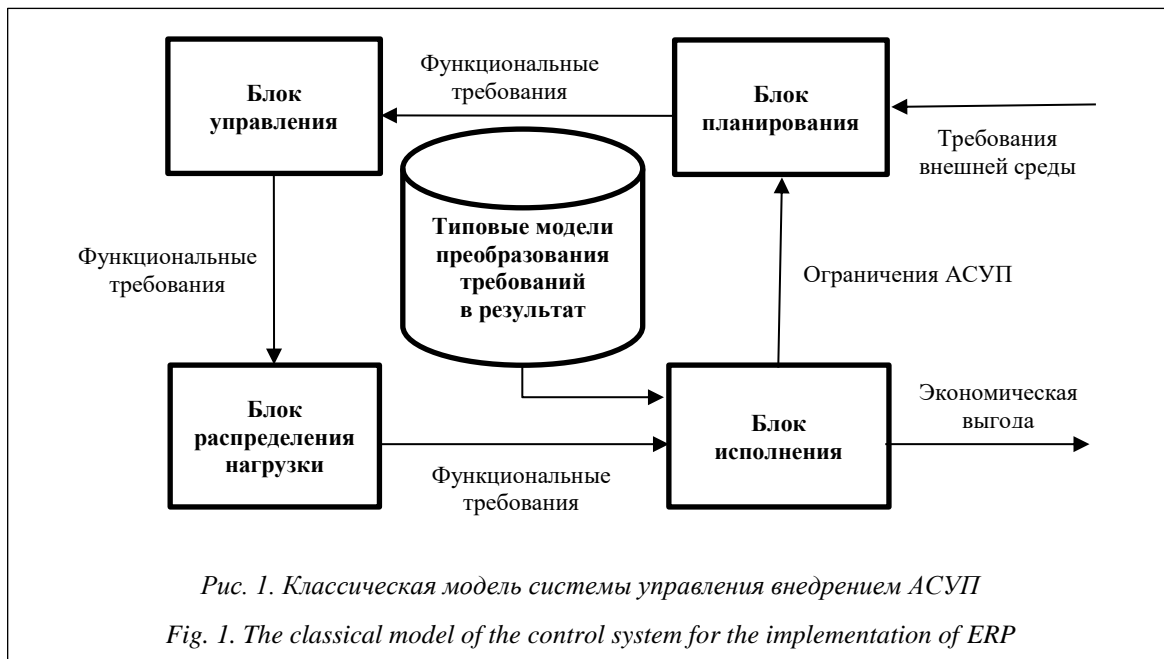 Функциональные
требования
Блок
управления
Блок
планирования
Требования
внешней среды
Типовые модели
преобразования
требований
в результат
Функциональные
требования
Ограничения АСУП
Блок
распределения
нагрузки
Функциональные
требования
Блок
исполнения
Экономическая
выгода
Рис. 1. Классическая модель системы управления внедрением АСУП
Fig. 1. The classical model of the control system for the implementation of ERP